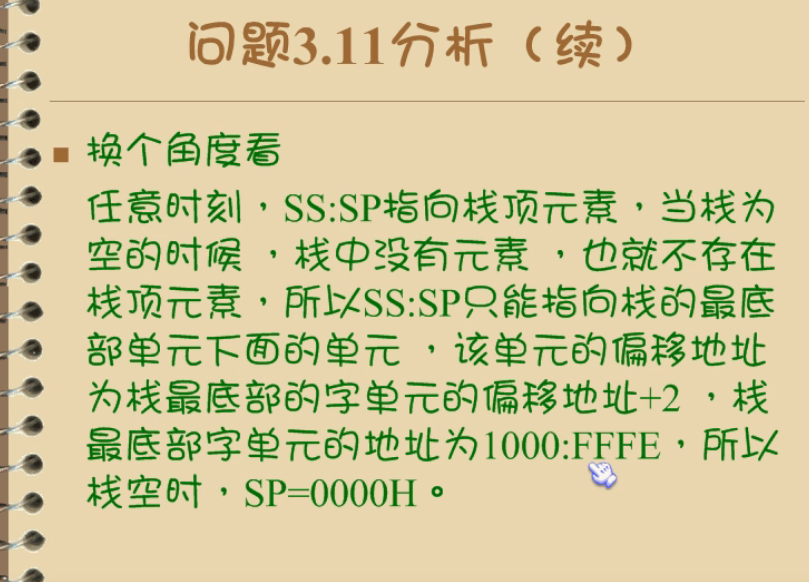 问题3.11分析（续）
换个角度看
任意时刻，SS:SP指向栈顶元素，当栈为
空的时候 ，栈中没有元素 ，也就不存在
栈顶元素，所以SS:SP只能指向栈的最底
部单元下面的单元 ，该单元的偏移地址
为栈最底部的字单元的偏移地址+2 ，栈
最底部字单元的地址为1000:FFFE，所以
栈空时，SP=0000H。